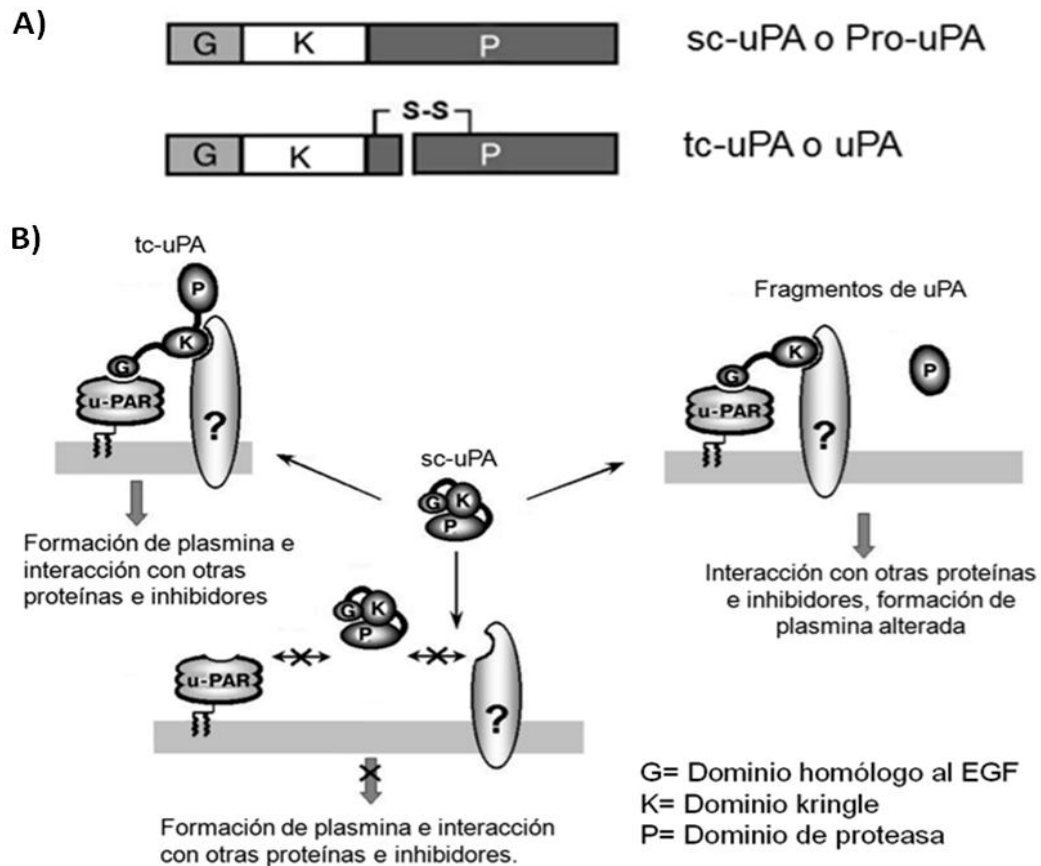 A)
G K P
sc-uPA o Pro-uPA
S-S
G K P
tc-uPA o uPA
B)
tc-uPA
P
K
G
u-PAR
?
Formación de plasmina e
interacción con otras
proteínas e inhibidores
sc-uPA
G K
P
Fragmentos de uPA
K
G
P
u-PAR
?
Interacción con otras proteínas
e inhibidores, formación de
plasmina alterada
G K
P
u-PAR
?
Formación de plasmina e interacción
con otras proteínas e inhibidores.
G= Dominio homólogo al EGF
K= Dominio kringle
P= Dominio de proteasa